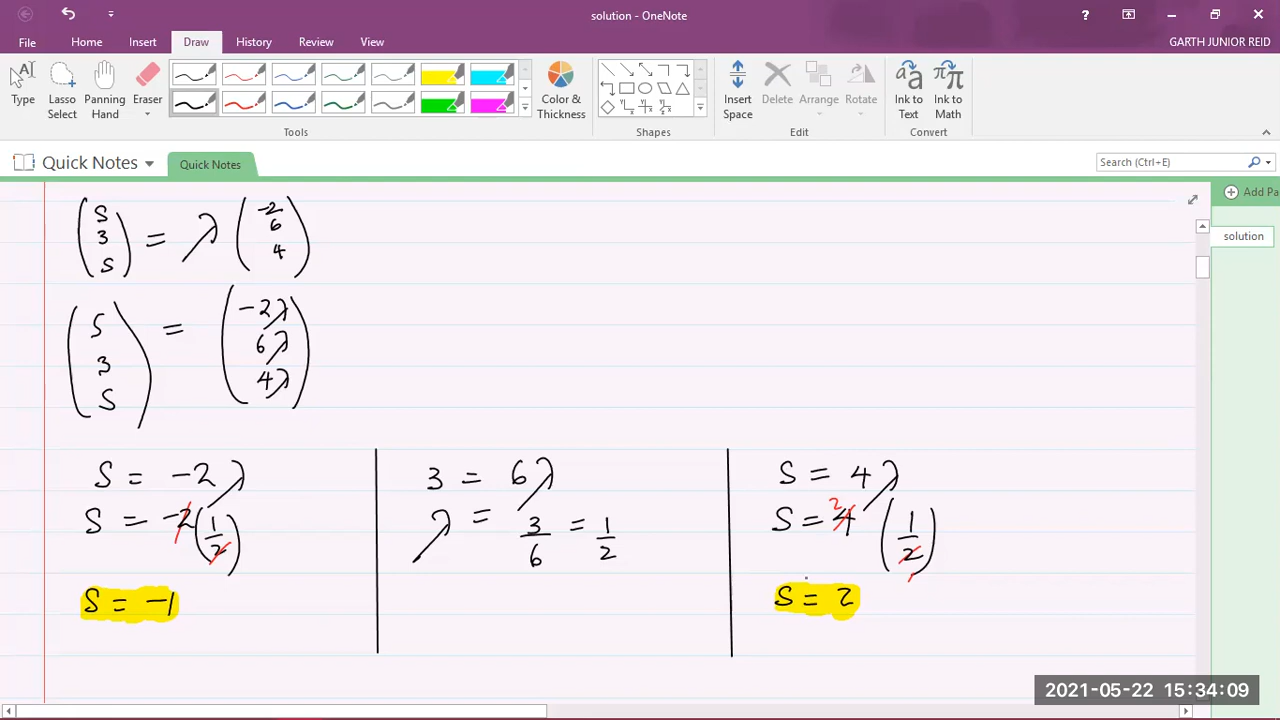 solution - OneNote
? GARTH JUNIOR REID
File Home Insert Draw History Review View
Type
Lasso Select
Panning Hand
Eraser
Tools
Color & Thickness
Shapes
Insert Space
Delete
Arrange
Rotate
Edit
Ink to Text
Ink to Math
Convert
Quick Notes
Quick Notes
Search (Ctrl+E)
Add Pa
solution
(S 3 S) = λ (-2 6 4)
(S 3 S) = (-2λ 6λ 4λ)
S = -2λ
S = -2(1/2)
S = -1
3 = 6λ
λ = 3/6 = 1/2
S = 4λ
S = 4 (1/2)
2
S = 2
2021-05-22 15:34:09